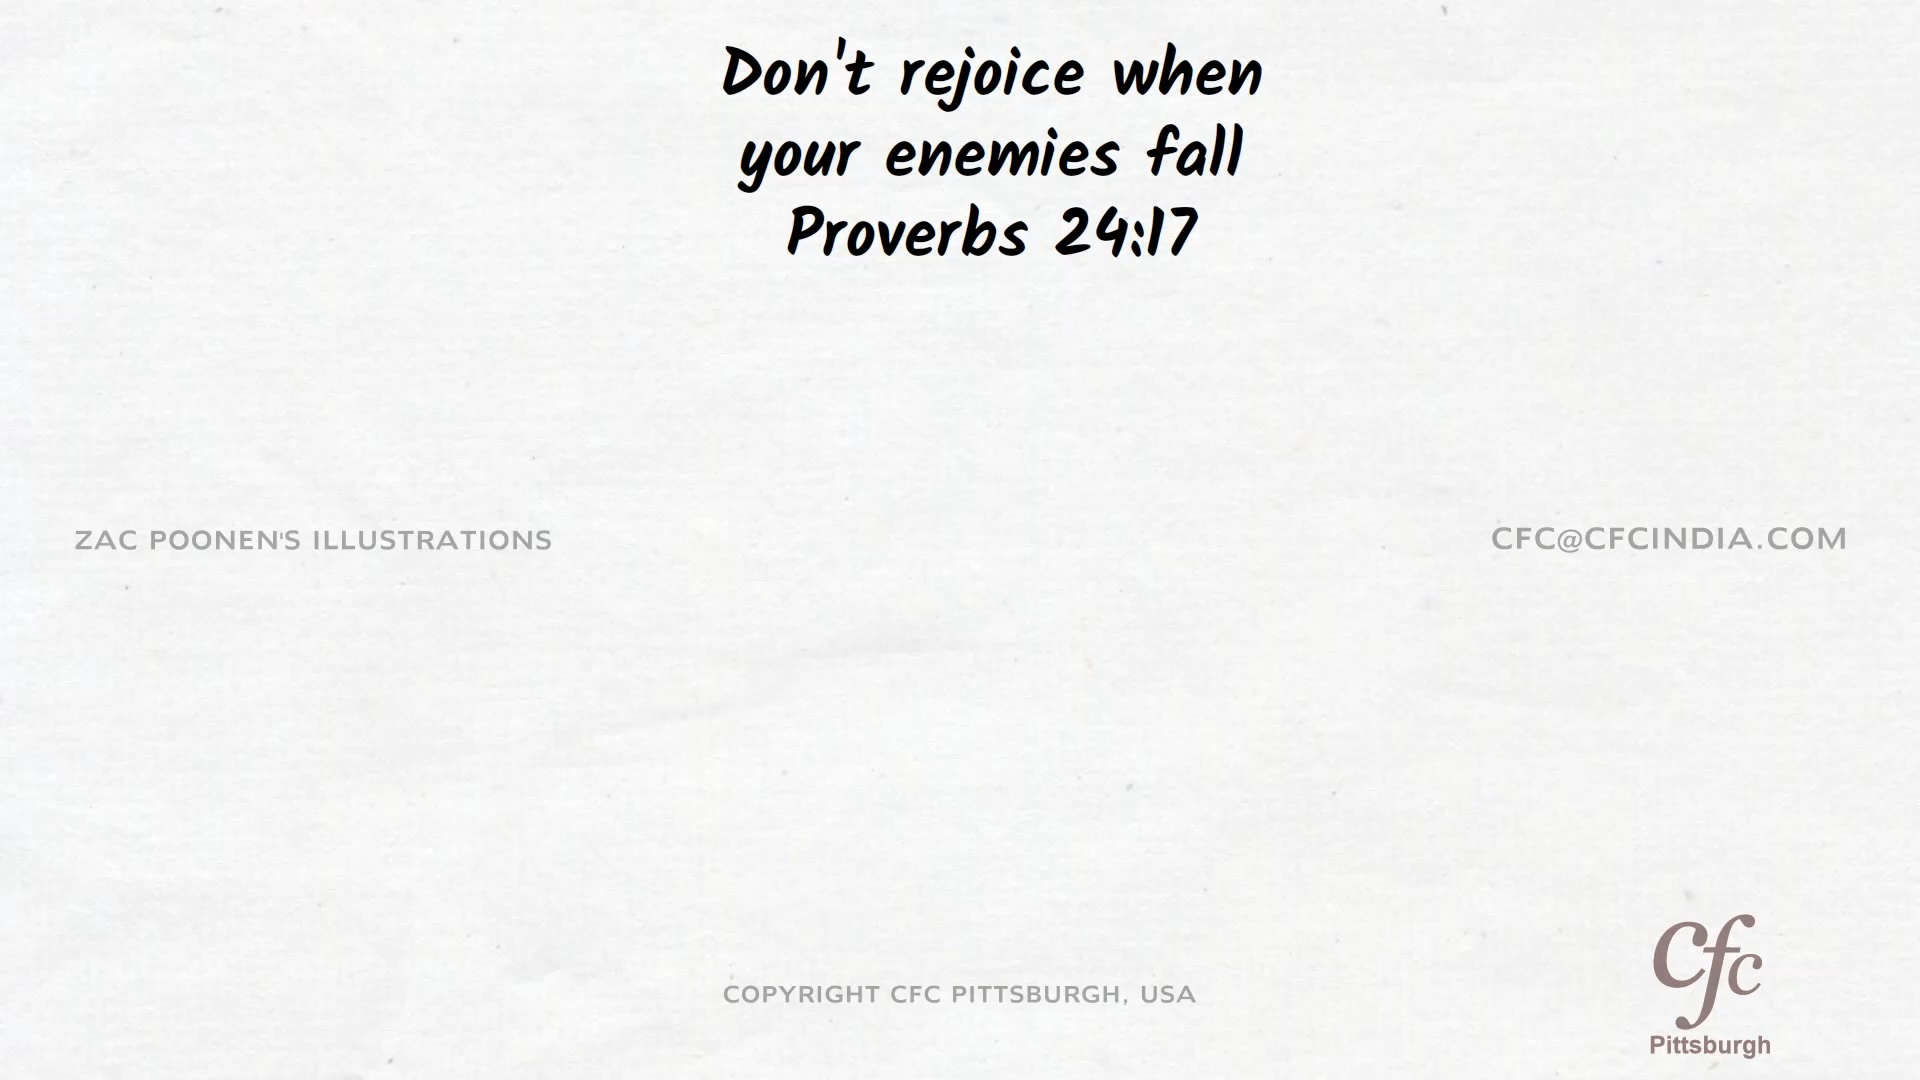 Don't rejoice when
your enemies fall
Proverbs 24:17
ZAC POONEN'S ILLUSTRATIONS
CFC@CFCINDIA.COM
COPYRIGHT CFC PITTSBURGH, USA
cfc
Pittsburgh